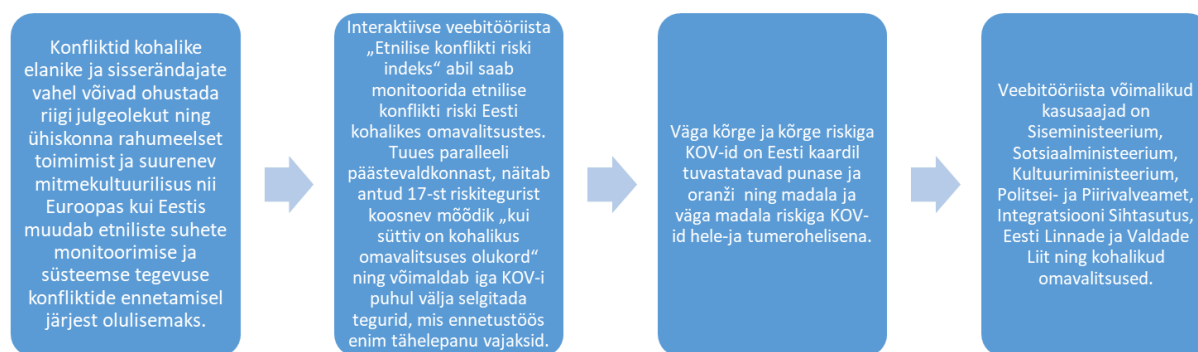 Konfliktid kohalike
elanike ja sisserändajate
vahel võivad ohustada
riigi julgeolekut ning
ühiskonna rahumeelset
toimimist ja suurenev
mitmekultuurilisus nii
Euroopas kui Eestis
muudab etniliste suhete
monitoorimise ja
süsteemse tegevuse
konfliktide ennetamisel
järjest olulisemaks.
Interaktiivse veebitööriista
„Etnilise konflikti riski
indeks“ abil saab
monitoorida etnilise
konflikti riski Eesti
kohalikes omavalitsustes.
Tuues paralleeli
päästevaldkonnast, näitab
antud 17-st riskitegurist
koosnev mõõdik „kui
süttiv on kohalikus
omavalitsuses olukord“
ning võimaldab iga KOV-i
puhul välja selgitada
tegurid, mis ennetustöös
enim tähelepanu vajaksid.
Väga kõrge ja kõrge riskiga
KOV-id on Eesti kaardil
tuvastatavad punase ja
oranži ning madala ja
väga madala riskiga KOV-
id hele-ja tumerohelisena.
Veebitööriista võimalikud
kasusaajad on
Siseministeerium,
Sotsiaalministeerium,
Kultuuriministeerium,
Politsei- ja Piirivalveamet,
Integratsiooni Sihtasutus,
Eesti Linnade ja Valdade
Liit ning kohalikud
omavalitsused.